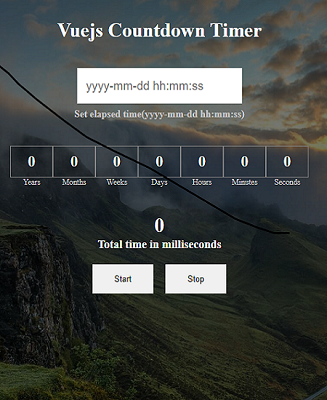 Vuejs Countdown Timer
yyyy-mm-dd hh:mm:ss
Set elapsed time(yyyy-mm-dd hh:mm:ss)
0 0 0 0 0 0 0
Years Months Weeks Days Hours Minutes Seconds
0
Total time in milliseconds
Start Stop